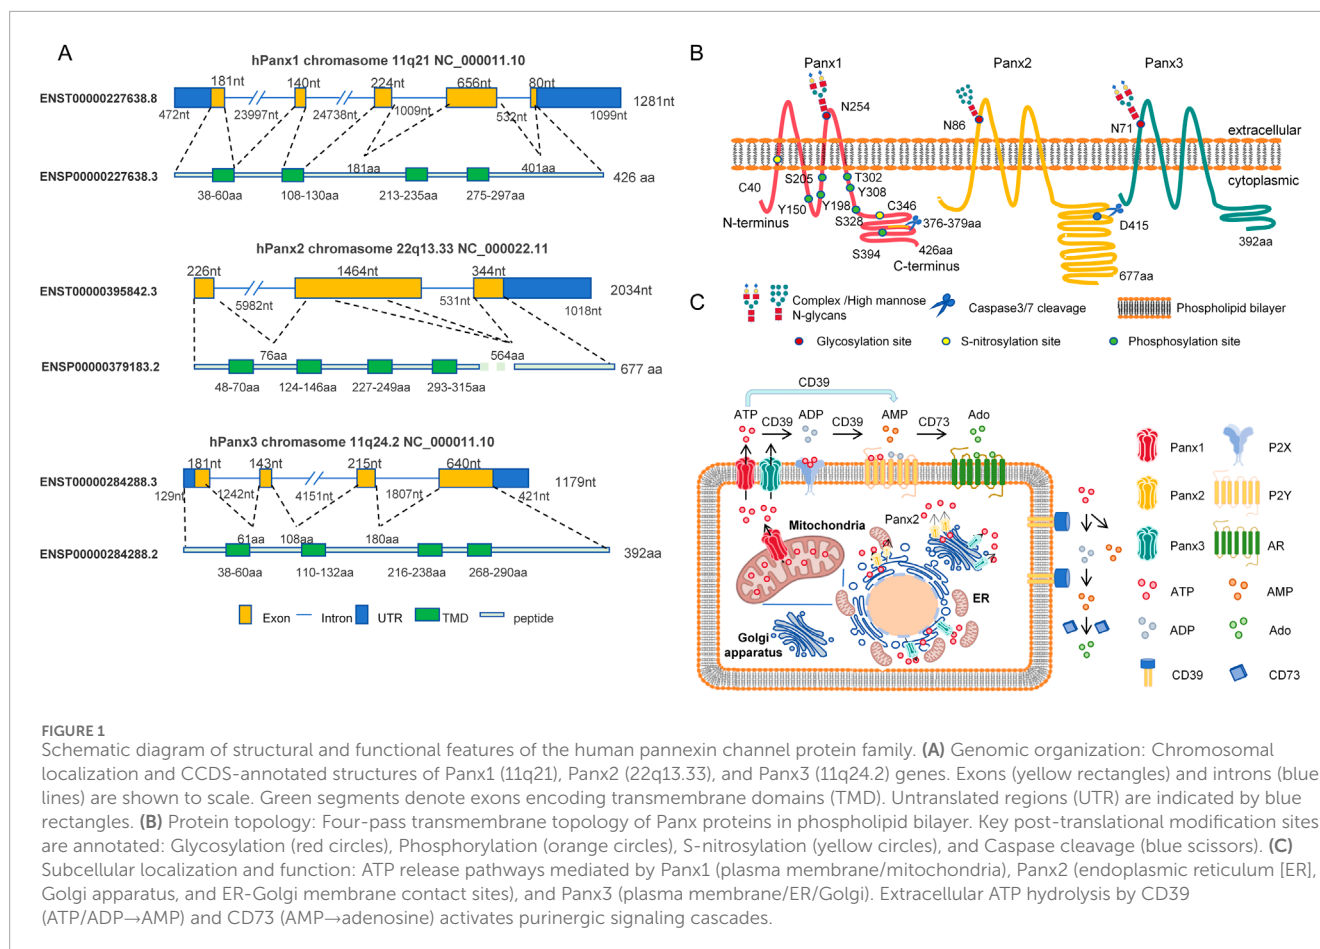 A
hPanx1 chromasome 11q21 NC_000011.10
181nt
140nt
224nt
656nt
80nt
ENST00000227638.8
1281nt
472nt
23997nt
24738nt
1009nt
532nt
1099nt
181aa
401aa
ENSP00000227638.3
426 aa
38-60aa
108-130aa
213-235aa
275-297aa
hPanx2 chromasome 22q13.33 NC_000022.11
226nt
1464nt
344nt
ENST00000395842.3
2034nt
5982nt
531nt
1018nt
76aa
564aa
ENSP00000379183.2
677 aa
48-70aa
124-146aa
227-249aa
293-315aa
hPanx3 chromasome 11q24.2 NC_000011.10
181nt
143nt
215nt
640nt
ENST00000284288.3
1179nt
129nt
1242nt
4151nt
1807nt
421nt
61aa
108aa
180aa
ENSP00000284288.2
392aa
38-60aa
110-132aa
216-238aa
268-290aa
Exon
Intron
UTR
TMD
peptide
B
Panx1
Panx2
Panx3
N254
N86
N71
extracellular
cytoplasmic
C40
S205
T302
Y308
Y150
Y198
S328
C346
376-379aa
D415
N-terminus
S394
426aa
C-terminus
677aa
392aa
Complex /High mannose
N-glycans
Caspase3/7 cleavage
Phospholipid bilayer
Glycosylation site
S-nitrosylation site
Phosphosylation site
C
CD39
ATP
CD39
ADP
CD39
AMP
CD73
Ado
Mitochondria
Panx2
ER
Golgi
apparatus
Panx1
P2X
Panx2
P2Y
Panx3
AR
ATP
AMP
ADP
Ado
CD39
CD73
FIGURE 1
Schematic diagram of structural and functional features of the human pannexin channel protein family. (A) Genomic organization: Chromosomal
localization and CCDS-annotated structures of Panx1 (11q21), Panx2 (22q13.33), and Panx3 (11q24.2) genes. Exons (yellow rectangles) and introns (blue
lines) are shown to scale. Green segments denote exons encoding transmembrane domains (TMD). Untranslated regions (UTR) are indicated by blue
rectangles. (B) Protein topology: Four-pass transmembrane topology of Panx proteins in phospholipid bilayer. Key post-translational modification sites
are annotated: Glycosylation (red circles), Phosphorylation (orange circles), S-nitrosylation (yellow circles), and Caspase cleavage (blue scissors). (C)
Subcellular localization and function: ATP release pathways mediated by Panx1 (plasma membrane/mitochondria), Panx2 (endoplasmic reticulum [ER],
Golgi apparatus, and ER-Golgi membrane contact sites), and Panx3 (plasma membrane/ER/Golgi). Extracellular ATP hydrolysis by CD39
(ATP/ADP→AMP) and CD73 (AMP→adenosine) activates purinergic signaling cascades.